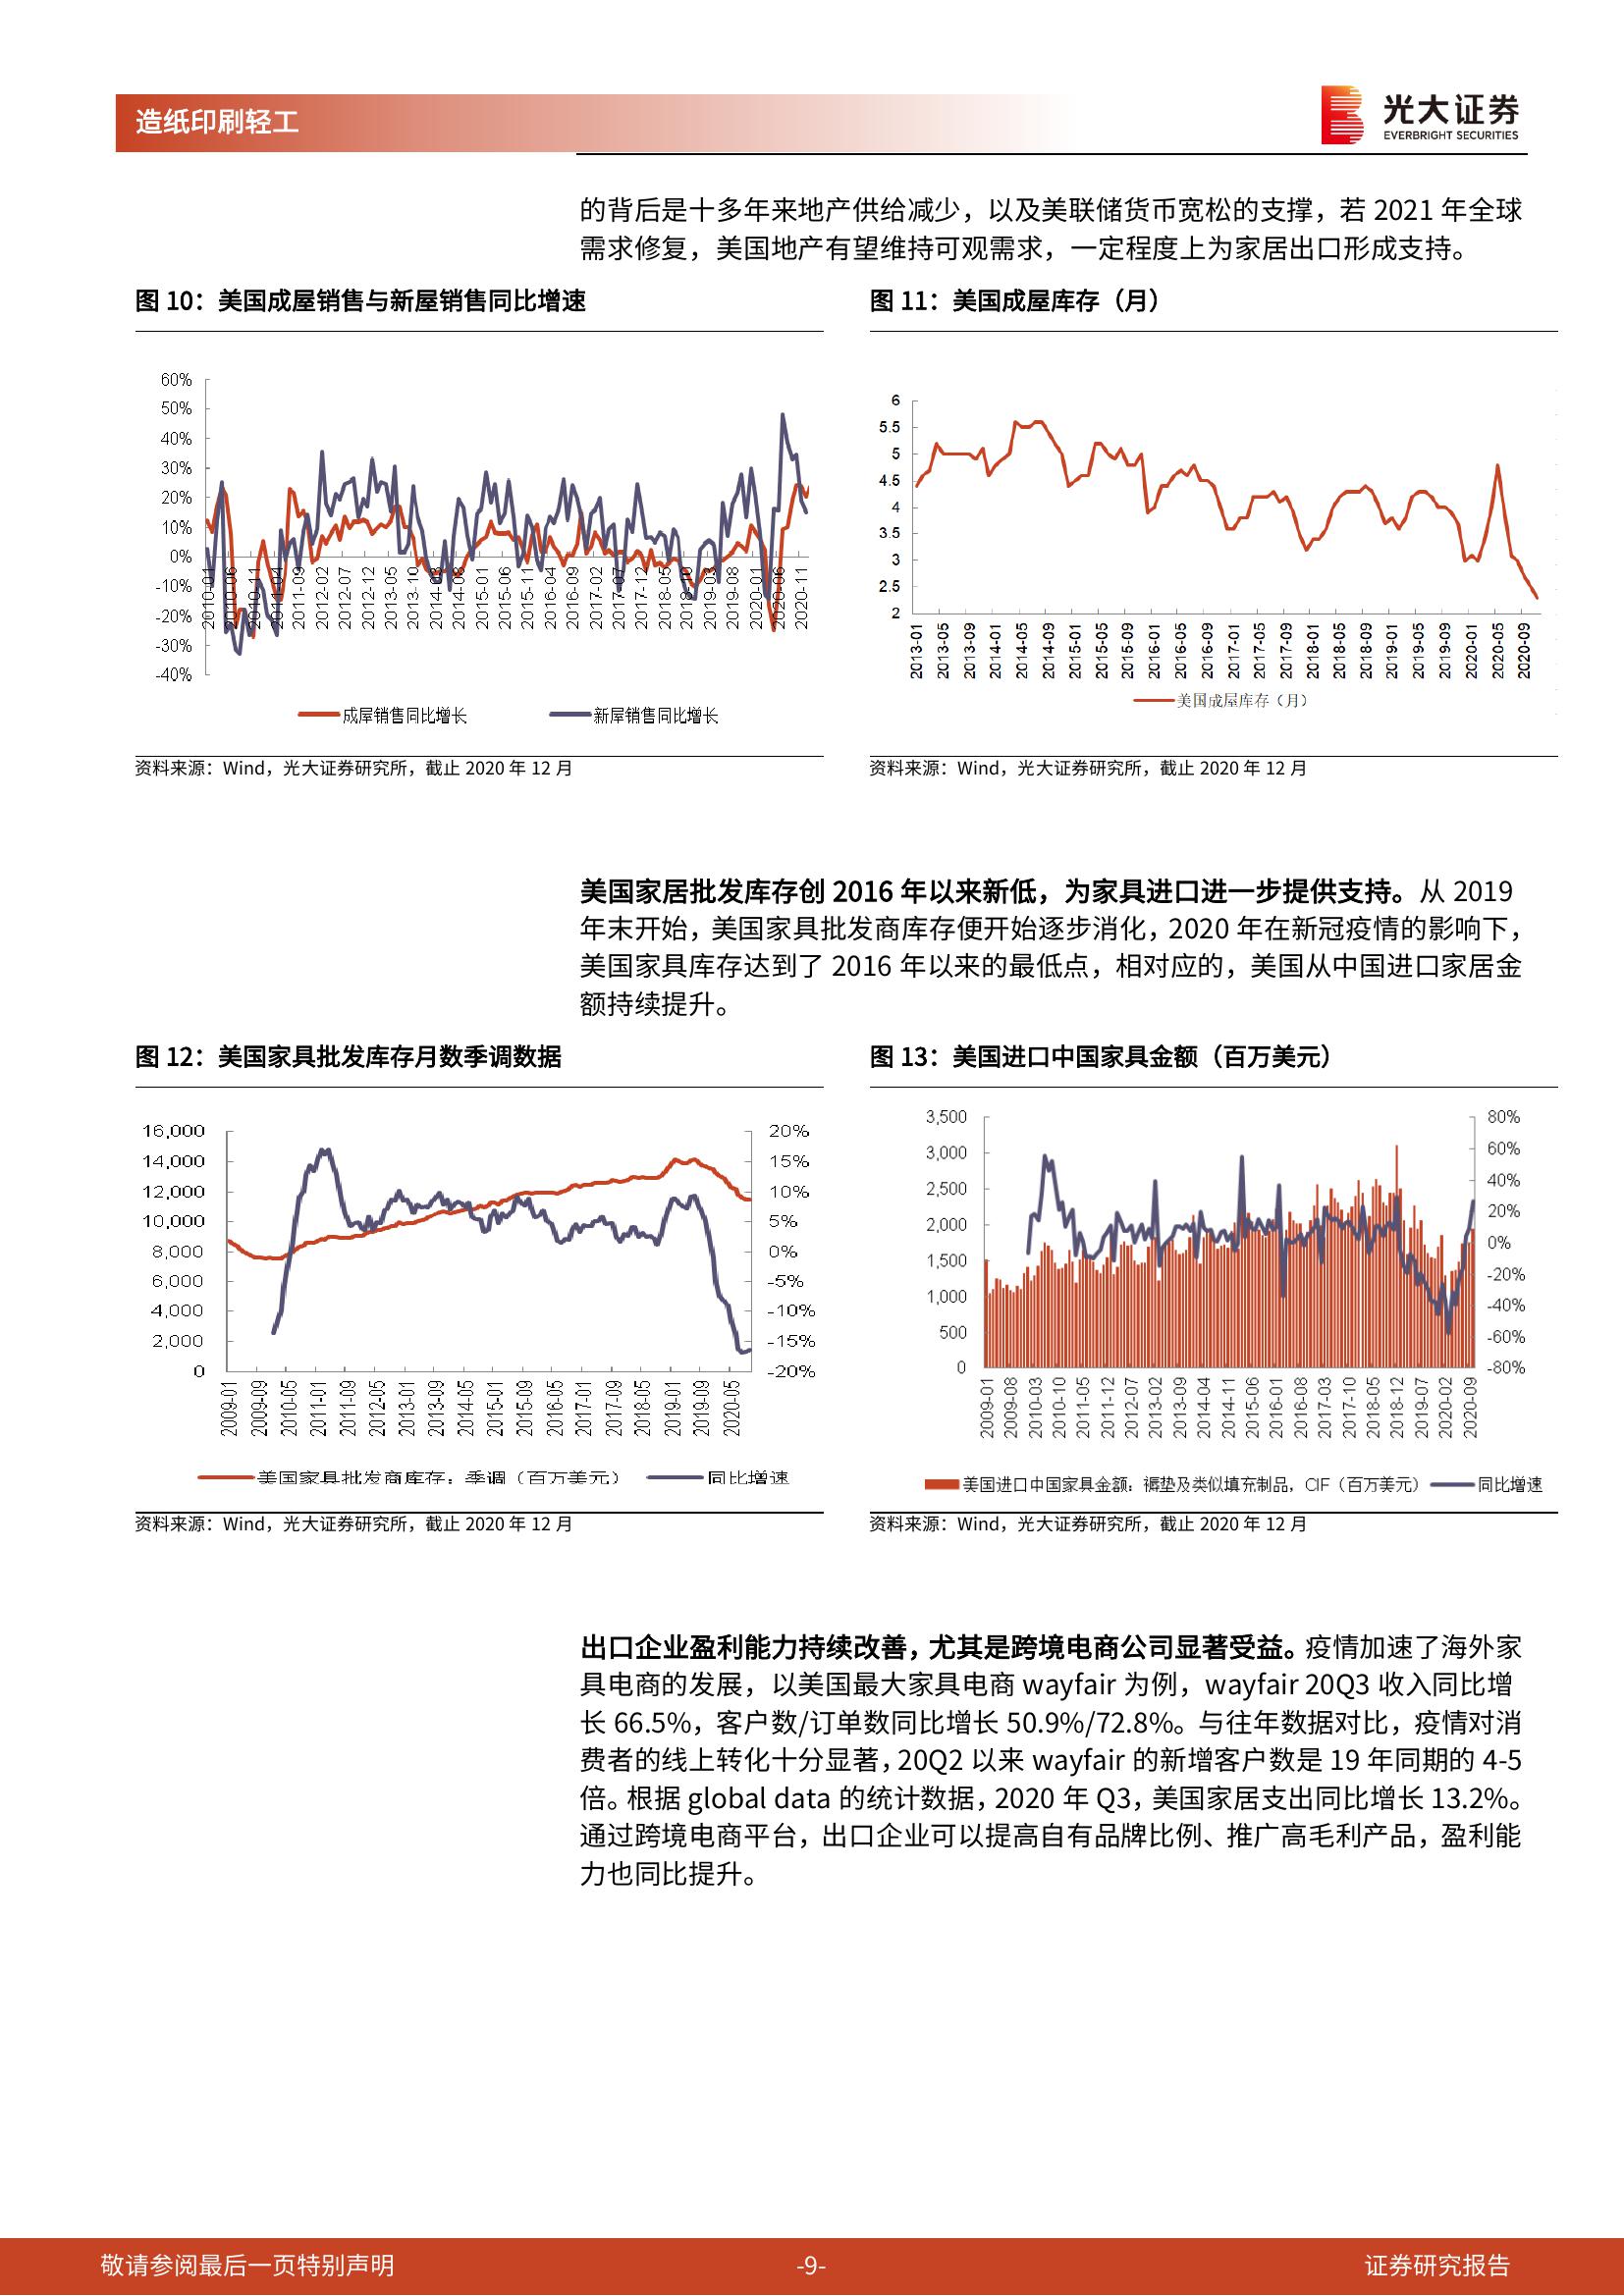 造纸印刷轻工
光大证券
EVERBRIGHT SECURITIES
的背后是十多年来地产供给减少，以及美联储货币宽松的支撑，若 2021 年全球
需求修复，美国地产有望维持可观需求，一定程度上为家居出口形成支持。
图 10：美国成屋销售与新屋销售同比增速
60%
50%
40%
30%
20%
10%
0%
-10%
-20%
-30%
-40%
2010-01 2010-06 2010-11 2011-04 2011-09 2012-02 2012-07 2012-12 2013-05 2013-10 2014-03 2014-08 2015-01 2015-06 2015-11 2016-04 2016-09 2017-02 2017-07 2017-12 2018-05 2018-10 2019-03 2019-08 2020-01 2020-06 2020-11
成屋销售同比增长 新屋销售同比增长
资料来源：Wind，光大证券研究所，截止 2020 年 12 月
图 11：美国成屋库存（月）
6
5.5
5
4.5
4
3.5
3
2.5
2
2013-01 2013-05 2013-09 2014-01 2014-05 2014-09 2015-01 2015-05 2015-09 2016-01 2016-05 2016-09 2017-01 2017-05 2017-09 2018-01 2018-05 2018-09 2019-01 2019-05 2019-09 2020-01 2020-05 2020-09
美国成屋库存（月）
资料来源：Wind，光大证券研究所，截止 2020 年 12 月
美国家居批发库存创 2016 年以来新低，为家具进口进一步提供支持。从 2019
年末开始，美国家具批发商库存便开始逐步消化，2020 年在新冠疫情的影响下，
美国家具库存达到了 2016 年以来的最低点，相对应的，美国从中国进口家居金
额持续提升。
图 12：美国家具批发库存月数季调数据
16,000
14,000
12,000
10,000
8,000
6,000
4,000
2,000
0
20%
15%
10%
5%
0%
-5%
-10%
-15%
-20%
2009-01 2009-09 2010-05 2011-01 2011-09 2012-05 2013-01 2013-09 2014-05 2015-01 2015-09 2016-05 2017-01 2017-09 2018-05 2019-01 2019-09 2020-05
美国家具批发商库存：季调（百万美元） 同比增速
资料来源：Wind，光大证券研究所，截止 2020 年 12 月
图 13：美国进口中国家具金额（百万美元）
3,500
3,000
2,500
2,000
1,500
1,000
500
0
80%
60%
40%
20%
0%
-20%
-40%
-60%
-80%
2009-01 2009-08 2010-03 2010-10 2011-05 2011-12 2012-07 2013-02 2013-09 2014-04 2014-11 2015-06 2016-01 2016-08 2017-03 2017-10 2018-05 2018-12 2019-07 2020-02 2020-09
美国进口中国家具金额：褥垫及类似填充制品，CIF（百万美元） 同比增速
资料来源：Wind，光大证券研究所，截止 2020 年 12 月
出口企业盈利能力持续改善，尤其是跨境电商公司显著受益。疫情加速了海外家
具电商的发展，以美国最大家具电商 wayfair 为例，wayfair 20Q3 收入同比增
长 66.5%，客户数/订单数同比增长 50.9%/72.8%。与往年数据对比，疫情对消
费者的线上转化十分显著，20Q2 以来 wayfair 的新增客户数是 19 年同期的 4-5
倍。根据 global data 的统计数据，2020 年 Q3，美国家居支出同比增长 13.2%。
通过跨境电商平台，出口企业可以提高自有品牌比例、推广高毛利产品，盈利能
力也同比提升。
敬请参阅最后一页特别声明
-9-
证券研究报告